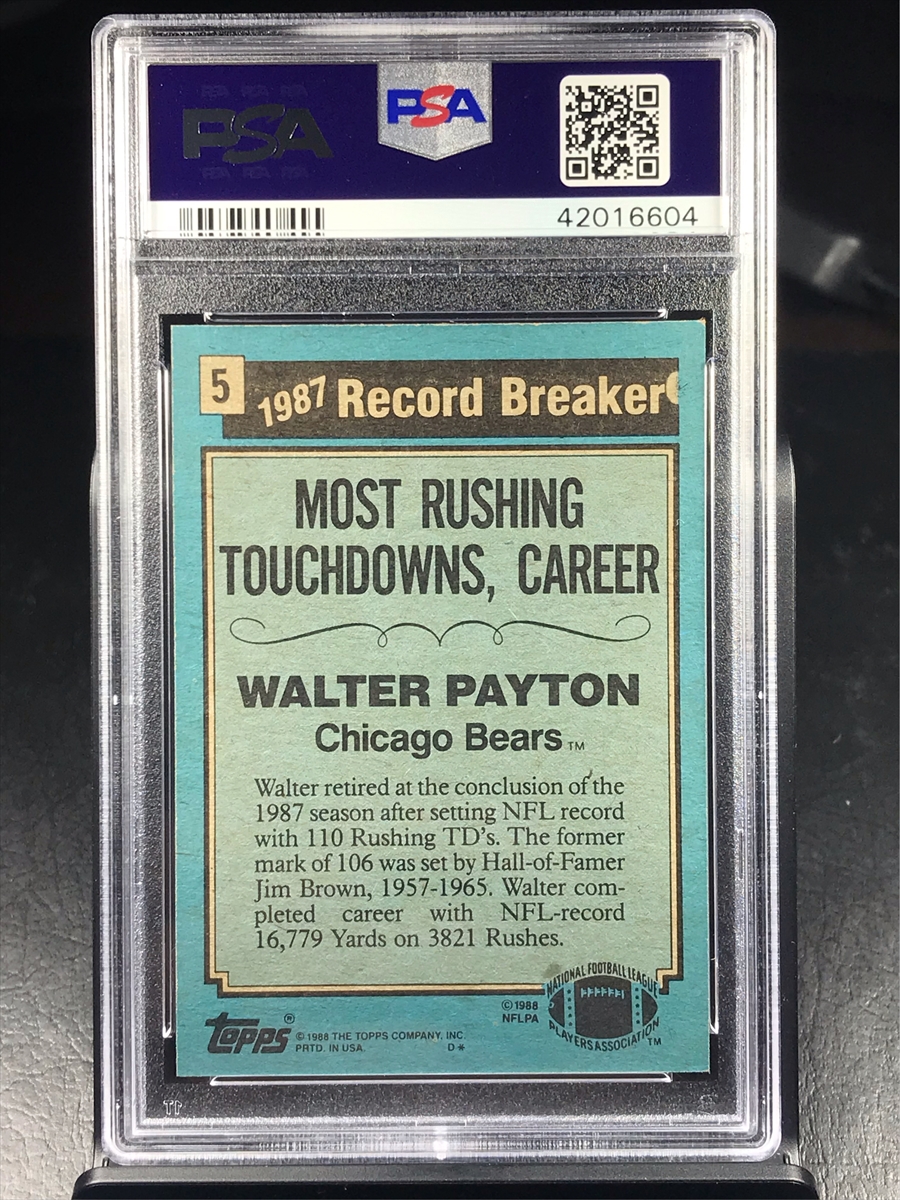 PSA
PSA
42016604
5
1987 Record Breaker
MOST RUSHING
TOUCHDOWNS, CAREER
WALTER PAYTON
Chicago Bears™
Walter retired at the conclusion of the
1987 season after setting NFL record
with 110 Rushing TD's. The former
mark of 106 was set by Hall-of-Famer
Jim Brown, 1957-1965. Walter com-
pleted career with NFL-record
16,779 Yards on 3821 Rushes.
topps®
© 1988 THE TOPPS COMPANY, INC.
PRTD. IN USA. D*
© 1988
NFLPA
NATIONAL FOOTBALL LEAGUE
PLAYERS ASSOCIATION™